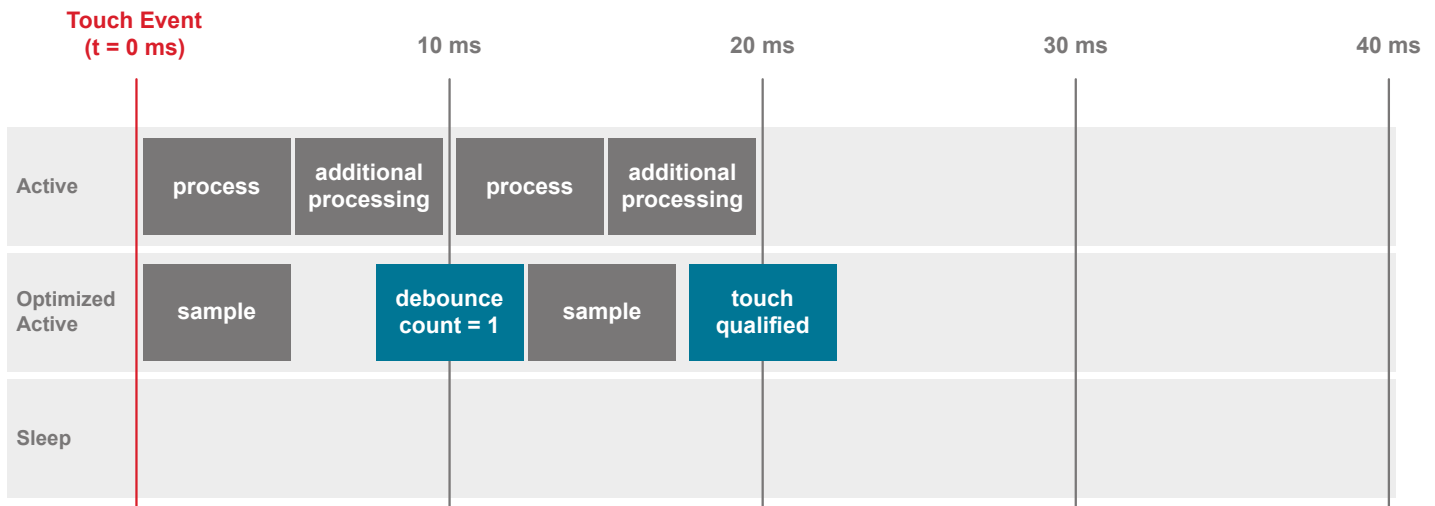 Touch Event
(t = 0 ms)
10 ms
20 ms
30 ms
40 ms
Active
process
additional
processing
process
additional
processing
Optimized
Active
sample
debounce
count = 1
sample
touch
qualified
Sleep